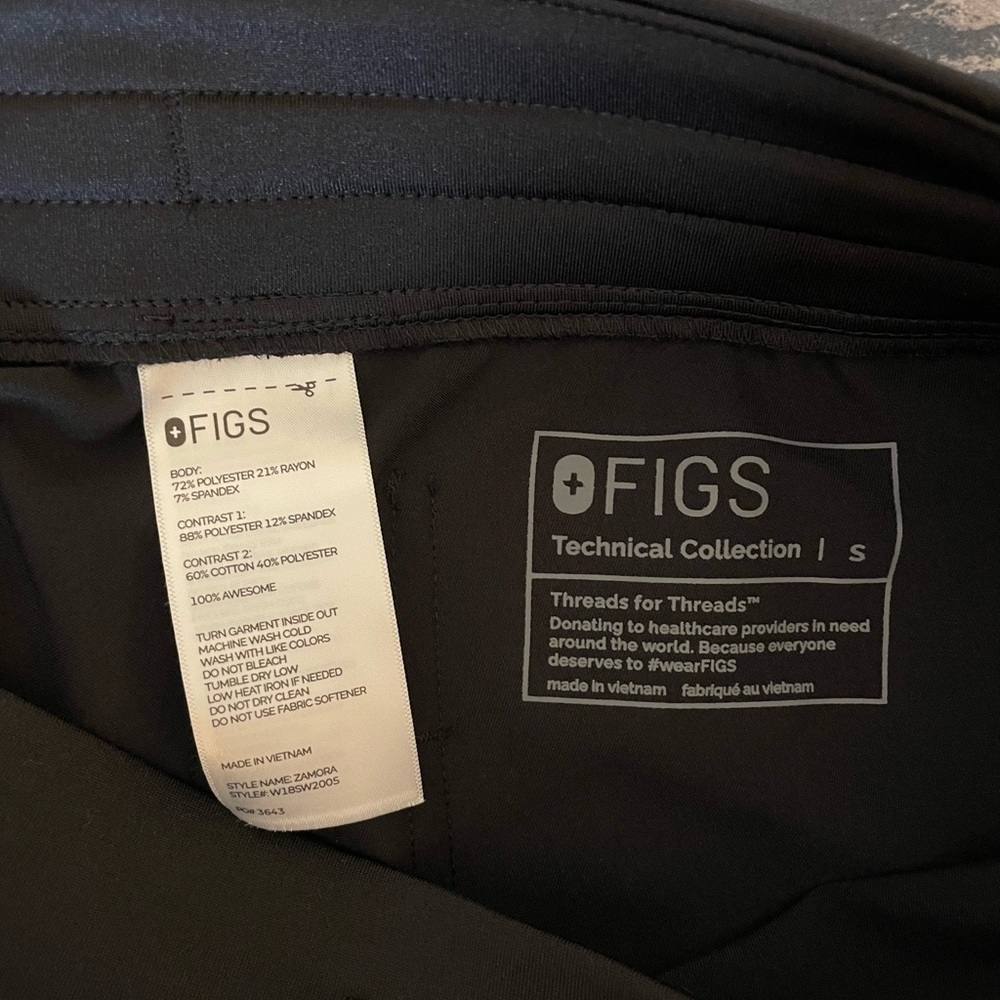 FIGS
BODY:
72% POLYESTER 21% RAYON
7% SPANDEX
CONTRAST 1:
88% POLYESTER 12% SPANDEX
CONTRAST 2:
60% COTTON 40% POLYESTER
100% AWESOME
TURN GARMENT INSIDE OUT
MACHINE WASH COLD
WASH WITH LIKE COLORS
DO NOT BLEACH
TUMBLE DRY LOW
LOW HEAT IRON IF NEEDED
DO NOT DRY CLEAN
DO NOT USE FABRIC SOFTENER
MADE IN VIETNAM
STYLE NAME: ZAMORA
STYLE#: W18SW2005
PO# 3643
FIGS
Technical Collection | S
Threads for Threads™
Donating to healthcare providers in need
around the world. Because everyone
deserves to #wearFIGS
made in vietnam fabriqué au vietnam